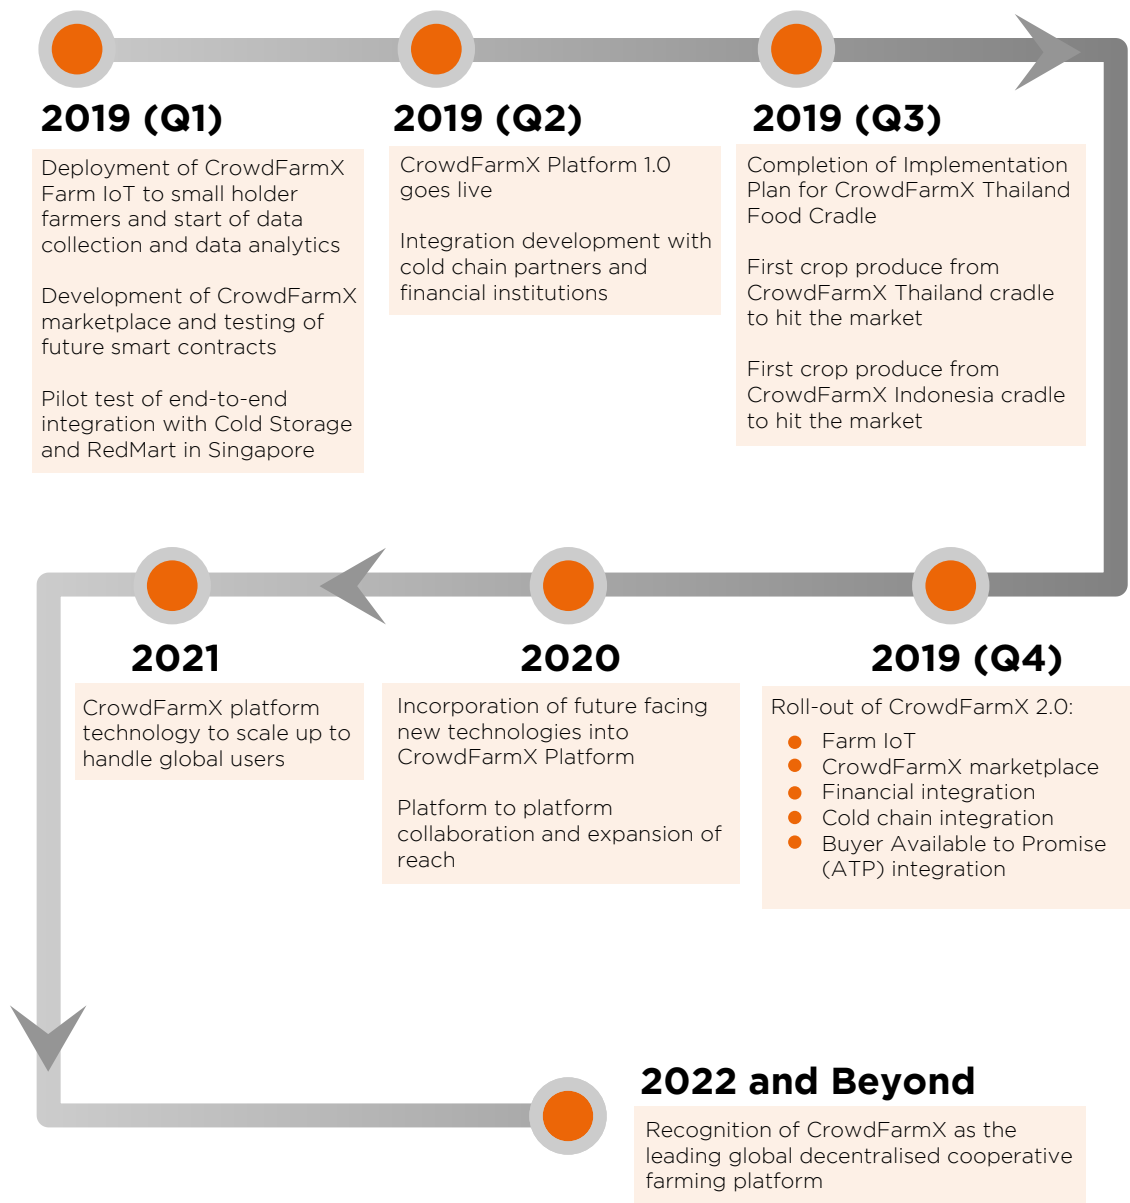 2019 (Q1)
Deployment of CrowdFarmX
Farm IoT to small holder
farmers and start of data
collection and data analytics
Development of CrowdFarmX
marketplace and testing of
future smart contracts
Pilot test of end-to-end
integration with Cold Storage
and RedMart in Singapore
2019 (Q2)
CrowdFarmX Platform 1.0
goes live
Integration development with
cold chain partners and
financial institutions
2019 (Q3)
Completion of Implementation
Plan for CrowdFarmX Thailand
Food Cradle
First crop produce from
CrowdFarmX Thailand cradle
to hit the market
First crop produce from
CrowdFarmX Indonesia cradle
to hit the market
2019 (Q4)
Roll-out of CrowdFarmX 2.0:
Farm IoT
CrowdFarmX marketplace
Financial integration
Cold chain integration
Buyer Available to Promise
(ATP) integration
2020
Incorporation of future facing
new technologies into
CrowdFarmX Platform
Platform to platform
collaboration and expansion of
reach
2021
CrowdFarmX platform
technology to scale up to
handle global users
2022 and Beyond
Recognition of CrowdFarmX as the
leading global decentralised cooperative
farming platform